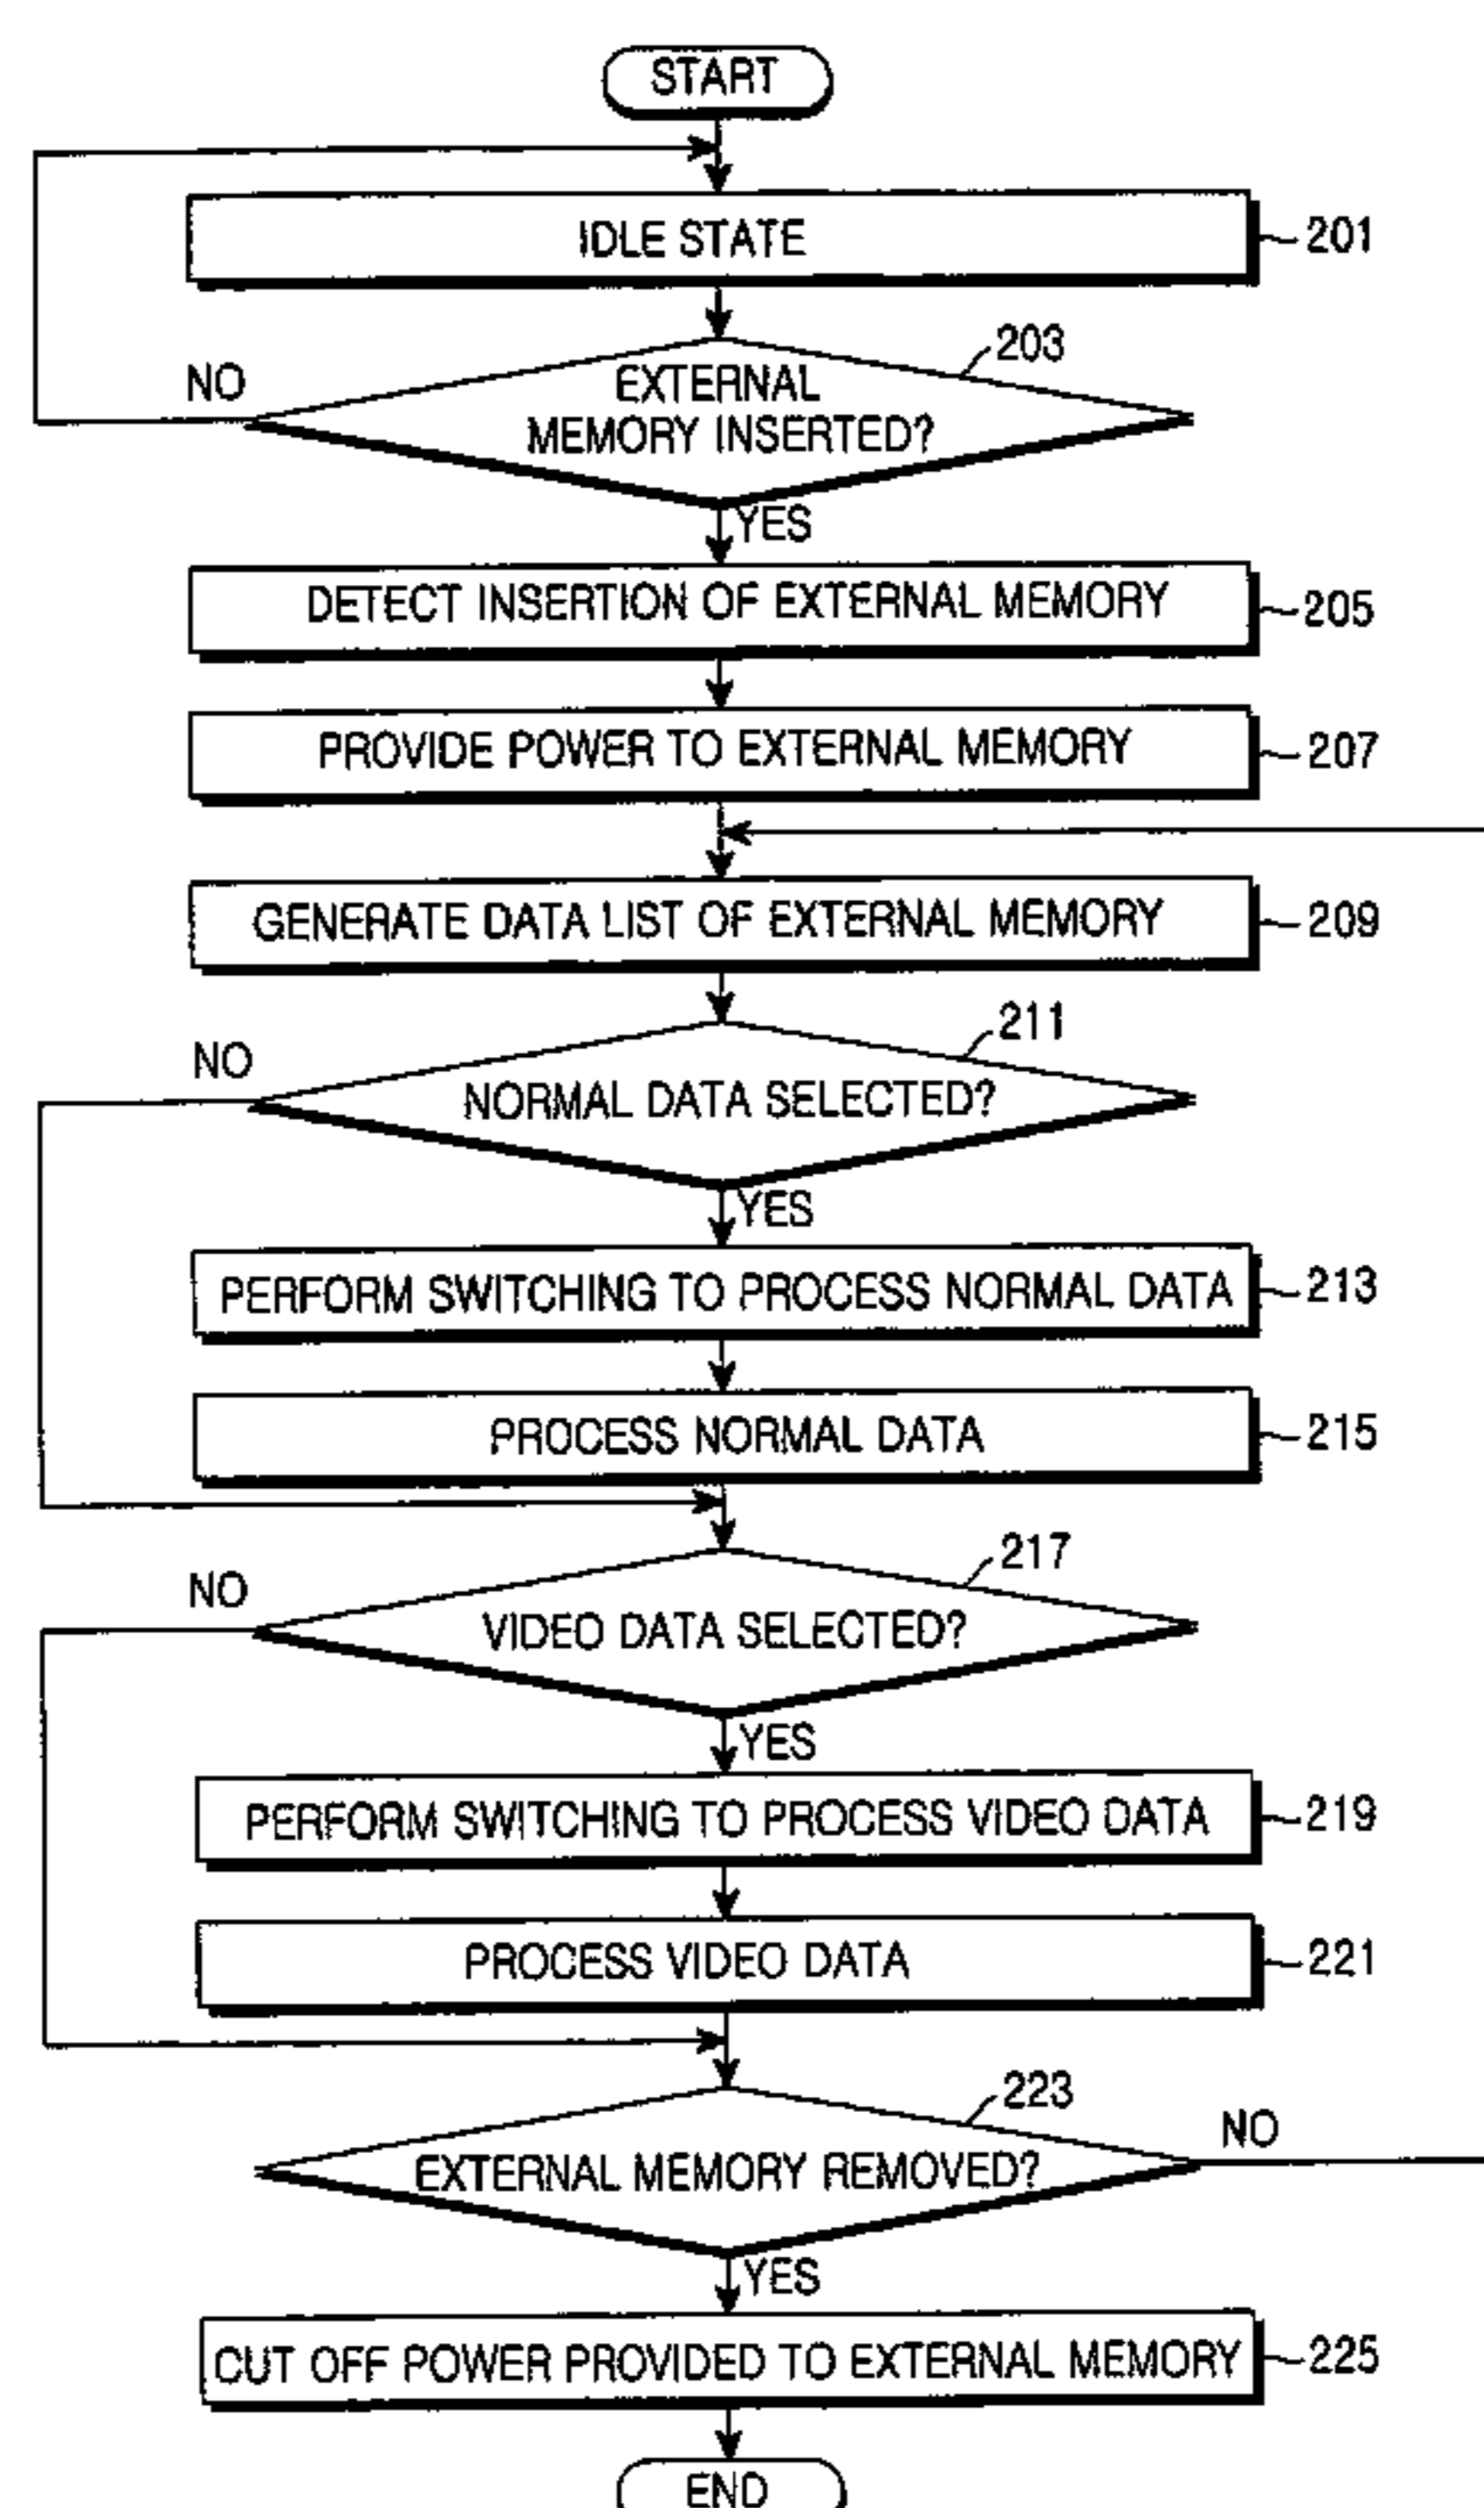 START
IDLE STATE
201
203
NO
EXTERNAL
MEMORY INSERTED?
YES
DETECT INSERTION OF EXTERNAL MEMORY
205
PROVIDE POWER TO EXTERNAL MEMORY
207
GENERATE DATA LIST OF EXTERNAL MEMORY
209
211
NO
NORMAL DATA SELECTED?
YES
PERFORM SWITCHING TO PROCESS NORMAL DATA
213
PROCESS NORMAL DATA
215
217
NO
VIDEO DATA SELECTED?
YES
PERFORM SWITCHING TO PROCESS VIDEO DATA
219
PROCESS VIDEO DATA
221
223
NO
EXTERNAL MEMORY REMOVED?
YES
CUT OFF POWER PROVIDED TO EXTERNAL MEMORY
225
END